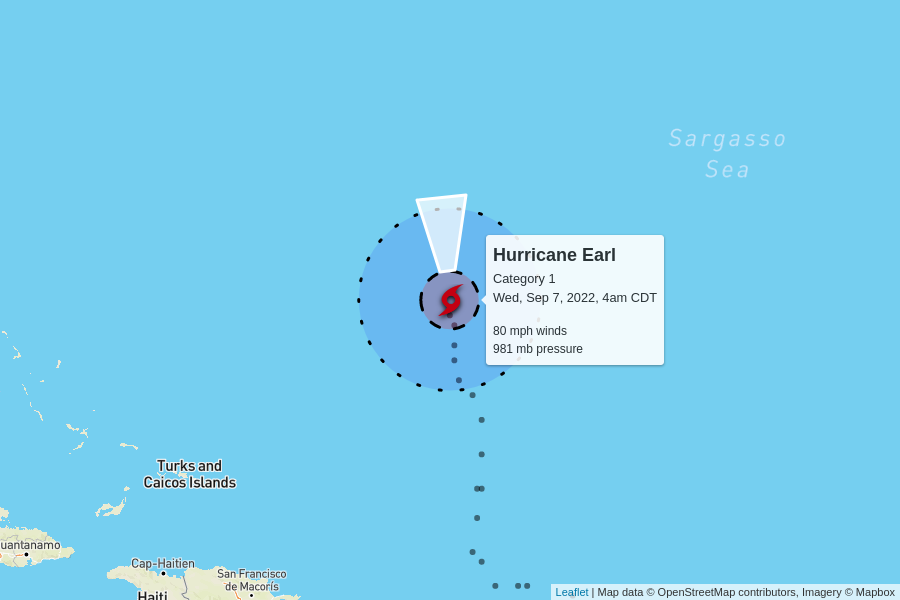 Sargasso
Sea
Hurricane Earl
Category 1
Wed, Sep 7, 2022, 4am CDT
80 mph winds
981 mb pressure
Turks and
Caicos Islands
uantanamo
Cap-Haitien
San Francisco
de Macorís
Haiti
Leaflet | Map data © OpenStreetMap contributors, Imagery © Mapbox